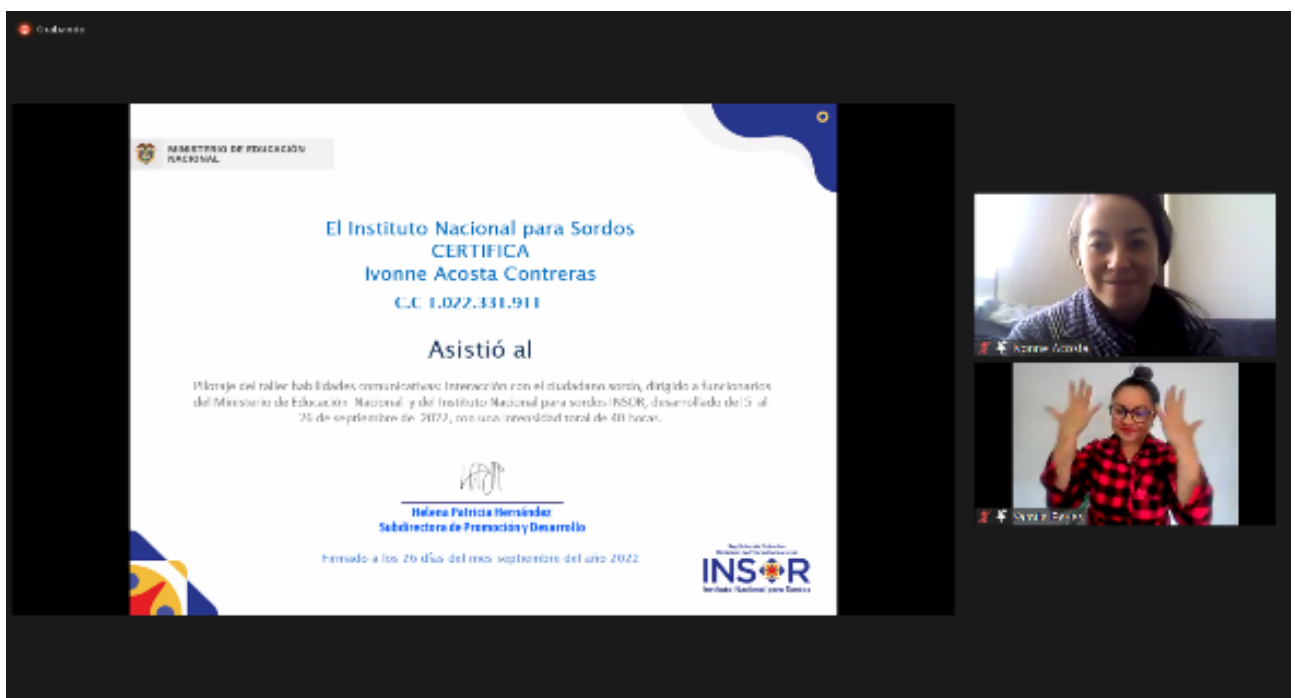 Grabando
MINISTERIO DE EDUCACIÓN
NACIONAL
El Instituto Nacional para Sordos
CERTIFICA
Ivonne Acosta Contreras
C.C 1.022.331.911
Asistió al
Pilotaje del taller habilidades comunicativas: Interacción con el ciudadano sordo, dirigido a funcionarios
del Ministerio de Educación Nacional y del Instituto Nacional para sordos INSOR, desarrollado del 5 al
26 de septiembre de 2022, con una intensidad total de 40 horas.
Helena Patricia Hernández
Subdirectora de Promoción y Desarrollo
Firmado a los 26 días del mes septiembre del año 2022
INSOR
Instituto Nacional para Sordos
Ivonne Acosta
Reyes